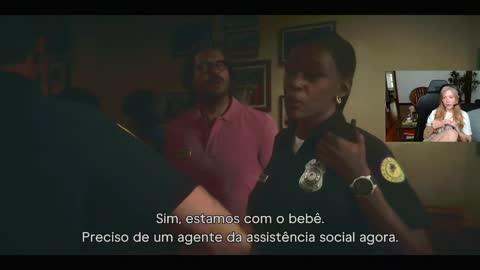 Sim, estamos com o bebê.
Preciso de um agente da assistência social agora.